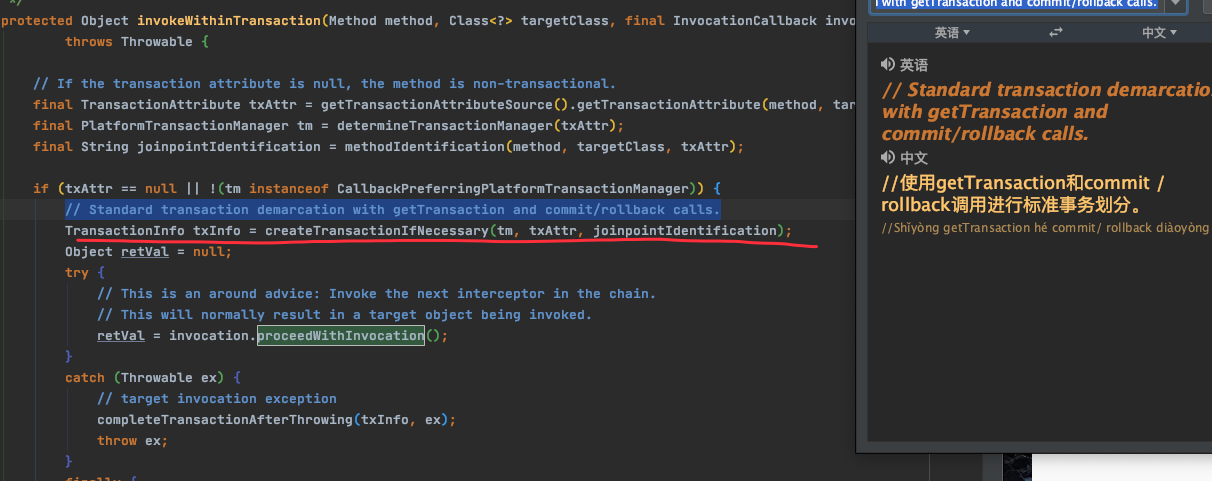 */
protected Object invokeWithinTransaction(Method method, Class<?> targetClass, final InvocationCallback invo
throws Throwable {
// If the transaction attribute is null, the method is non-transactional.
final TransactionAttribute txAttr = getTransactionAttributeSource().getTransactionAttribute(method, tar
final PlatformTransactionManager tm = determineTransactionManager(txAttr);
final String joinpointIdentification = methodIdentification(method, targetClass, txAttr);
if (txAttr == null || !(tm instanceof CallbackPreferringPlatformTransactionManager)) {
// Standard transaction demarcation with getTransaction and commit/rollback calls.
TransactionInfo txInfo = createTransactionIfNecessary(tm, txAttr, joinpointIdentification);
Object retVal = null;
try {
// This is an around advice: Invoke the next interceptor in the chain.
// This will normally result in a target object being invoked.
retVal = invocation.proceedWithInvocation();
}
catch (Throwable ex) {
// target invocation exception
completeTransactionAfterThrowing(txInfo, ex);
throw ex;
}
finally {
with getTransaction and commit/rollback calls.
英语 中文
英语
// Standard transaction demarcatio
with getTransaction and
commit/rollback calls.
中文
//使用getTransaction和commit /
rollback调用进行标准事务划分。
//Shǐyòng getTransaction hé commit/ rollback diàoyòng